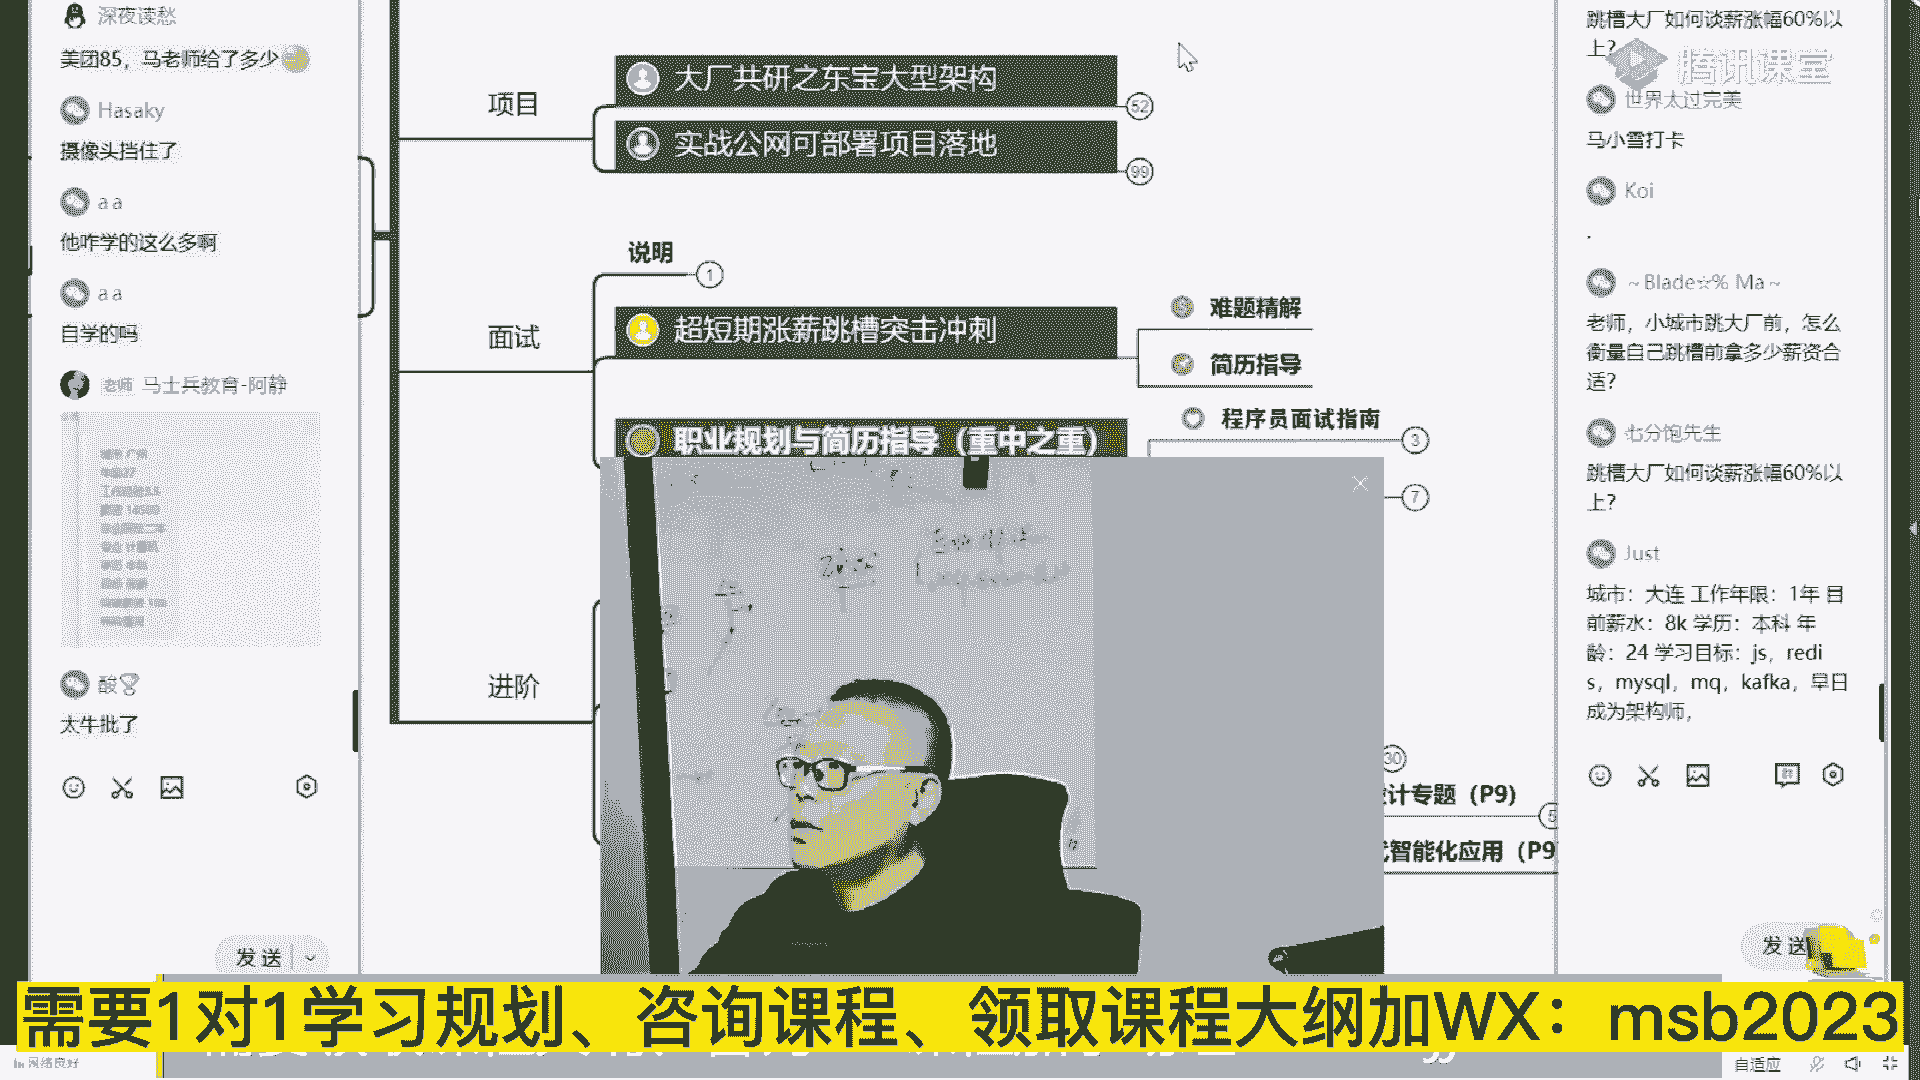 深夜读愁
美团85，马老师给了多少
Hasaky
摄像头挡住了
a a
他咋学的这么多啊
a a
自学的吗
老师 马士兵教育-阿静
酸
太牛批了
发送
项目
大厂共研之东宝大型架构
52
实战公网可部署项目落地
99
说明
1
面试
超短期涨薪跳槽突击冲刺
难题精解
简历指导
职业规划与简历指导（重中之重）
程序员面试指南
3
7
进阶
30
计专题（P9）
5
智能化应用（P9
跳槽大厂如何谈薪涨幅60%以
上？
腾讯课堂
世界太过完美
马小雪打卡
Koi
.
~Blade☆% Ma~
老师，小城市跳大厂前，怎么
衡量自己跳槽前拿多少薪资合
适？
七分饱先生
跳槽大厂如何谈薪涨幅60%以
上？
Just
城市：大连 工作年限：1年 目
前薪水：8k 学历：本科 年
龄：24 学习目标：js，redi
s，mysql，mq，kafka，早日
成为架构师，
发送
需要1对1学习规划、咨询课程、领取课程大纲加WX：msb2023
网络良好
自适应